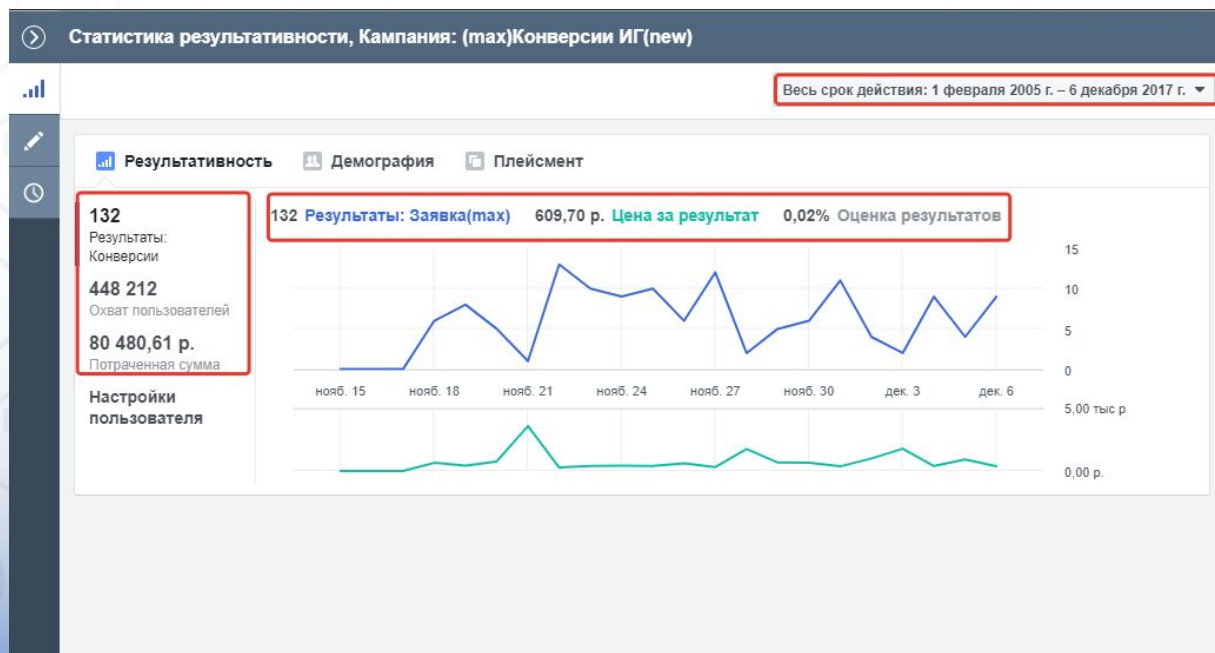 Статистика результативности, Кампания: (max)Конверсии ИГ(new)
Весь срок действия: 1 февраля 2005 г. – 6 декабря 2017 г.
Результативность Демография Плейсмент
132
Результаты:
Конверсии
448 212
Охват пользователей
80 480,61 р.
Потраченная сумма
Настройки
пользователя
132 Результаты: Заявка(max) 609,70 р. Цена за результат 0,02% Оценка результатов
15
10
5
0
нояб. 15 нояб. 18 нояб. 21 нояб. 24 нояб. 27 нояб. 30 дек. 3 дек. 6
5,00 тыс р
0,00 р.